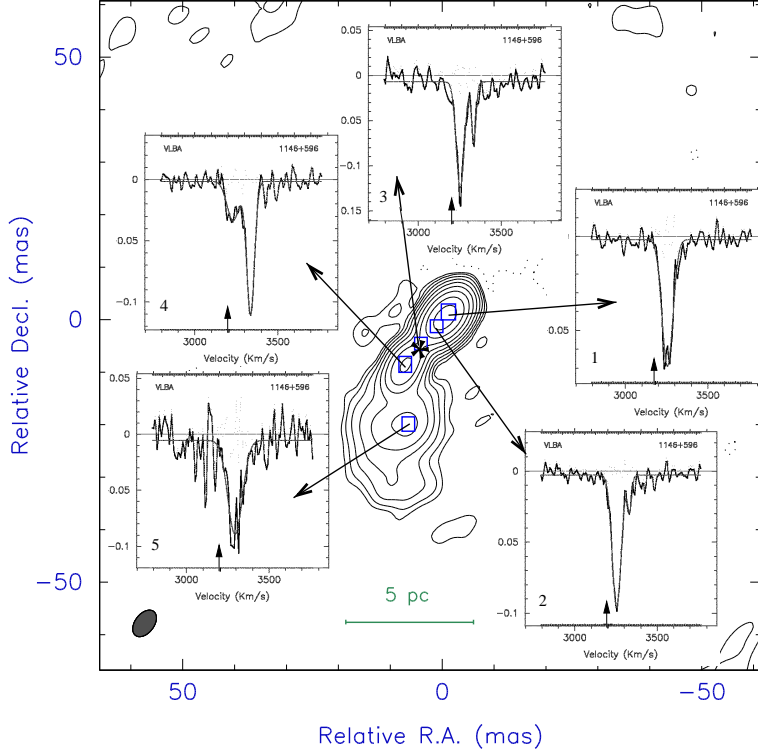 50
0
−50
Relative Decl. (mas)
50
0
−50
Relative R.A. (mas)
5 pc
0.05
0
0.05
−0.1
0.15
VLBA 1146+596
3
3000 3500
Velocity (Km/s)
0
−0.05
−0.1
VLBA 1146+596
4
3000 3500
Velocity (Km/s)
0
0.05
VLBA 1146+596
1
3000 3500
Velocity (Km/s)
0.05
0
−0.05
−0.1
VLBA 1146+596
5
3000 3500
Velocity (Km/s)
0
0.05
−0.1
VLBA 1146+596
2
3000 3500
Velocity (Km/s)